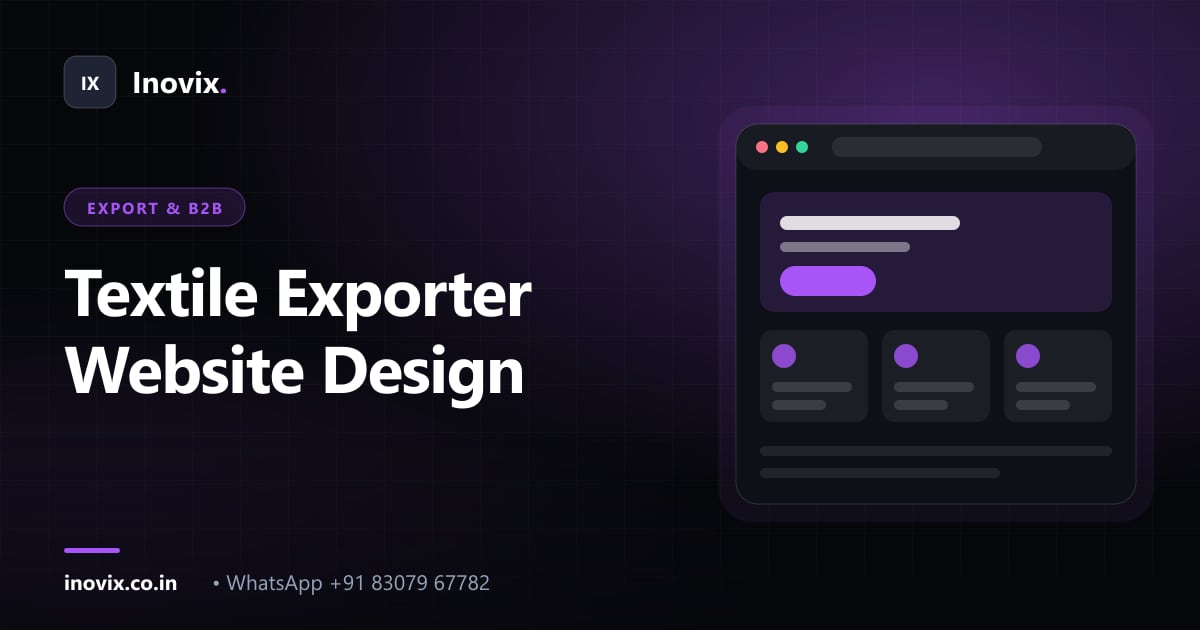 IX
Inovix.
EXPORT & B2B
Textile Exporter
Website Design
inovix.co.in • WhatsApp +91 83079 67782